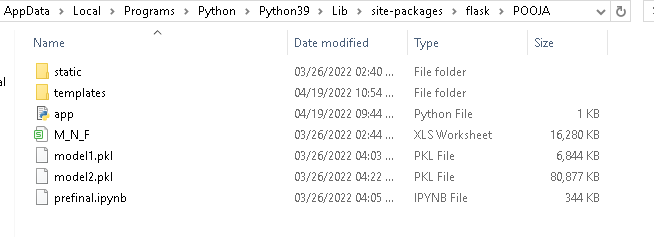 AppData > Local > Programs > Python > Python39 > Lib > site-packages > flask > POOJA
Name Date modified Type Size
static 03/26/2022 02:40 ... File folder
templates 04/19/2022 10:54 ... File folder
app 04/19/2022 09:44 ... Python File 1 KB
M_N_F 03/26/2022 02:44 ... XLS Worksheet 16,280 KB
model1.pkl 03/26/2022 04:03 ... PKL File 6,844 KB
model2.pkl 03/26/2022 04:22 ... PKL File 80,877 KB
prefinal.ipynb 03/26/2022 04:05 ... IPYNB File 344 KB